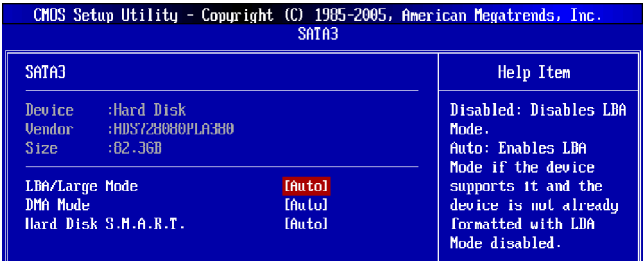 CMOS Setup Utility - Copyright (C) 1985-2005, American Megatrends, Inc.
SATA3
SATA3
Device :Hard Disk
Vendor :HDS728080PLA380
Size :82.3GB
LBA/Large Mode [Auto]
DMA Mode [Auto]
Hard Disk S.M.A.R.T. [Auto]
Help Item
Disabled: Disables LBA
Mode.
Auto: Enables LBA
Mode if the device
supports it and the
device is not already
formatted with LBA
Mode disabled.